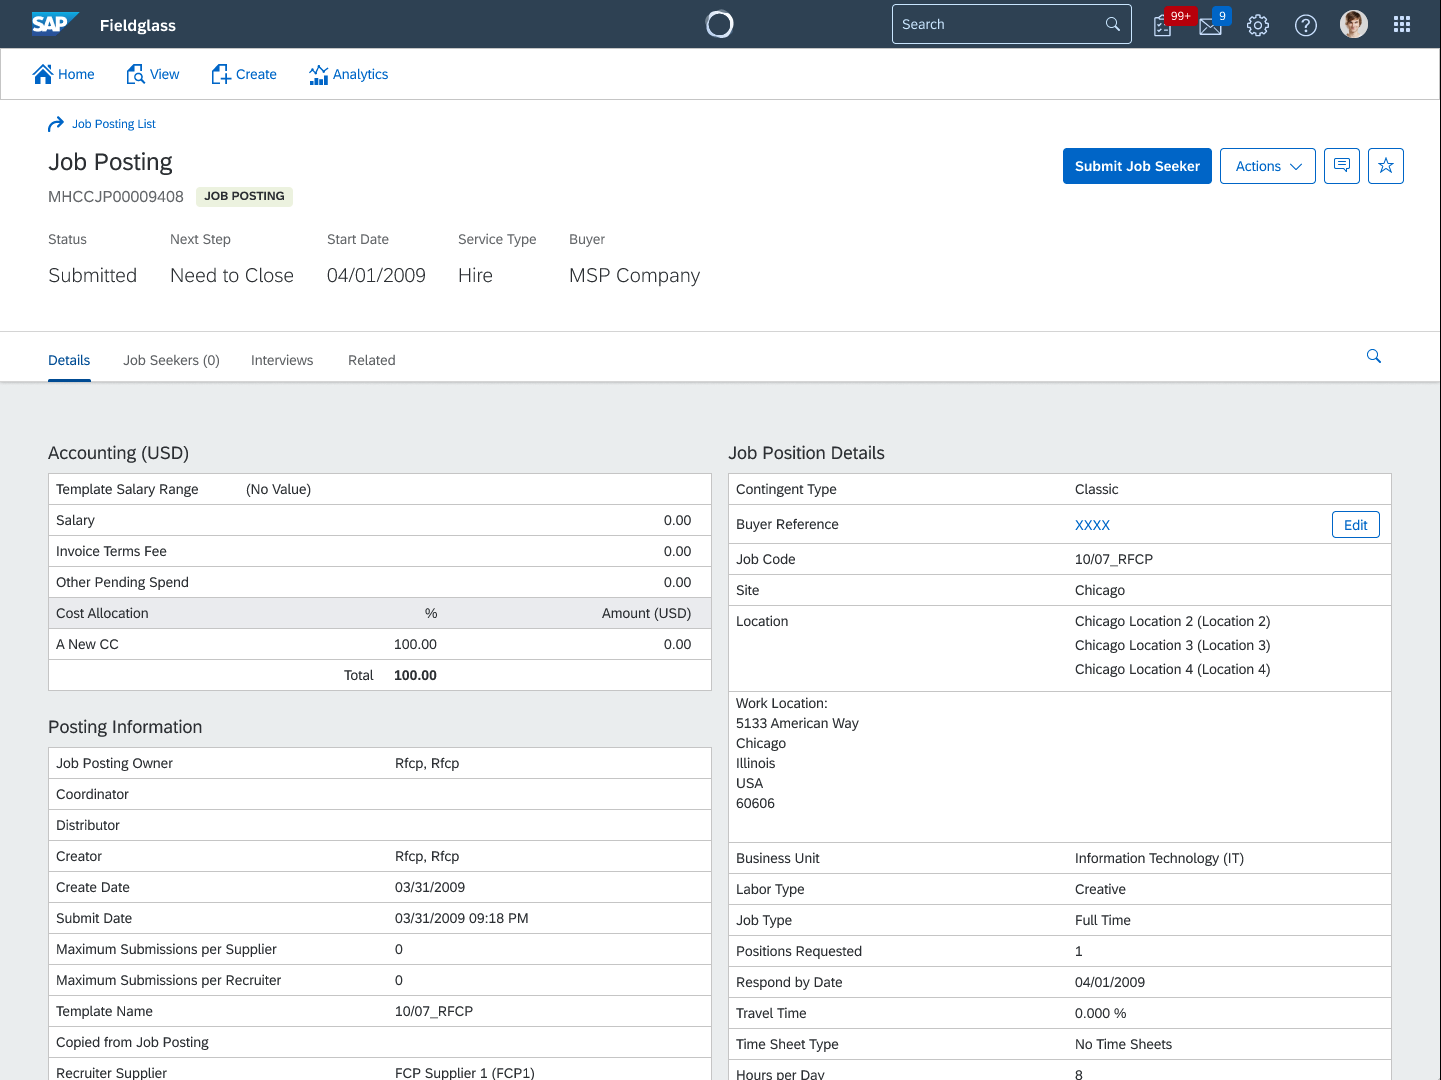 SAP Fieldglass
Search
99+
9
Home View Create Analytics
Job Posting List
Job Posting
MHCCJP00009408 JOB POSTING
Submit Job Seeker Actions
Status Next Step Start Date Service Type Buyer
Submitted Need to Close 04/01/2009 Hire MSP Company
Details Job Seekers (0) Interviews Related
Accounting (USD)
Template Salary Range (No Value)
Salary 0.00
Invoice Terms Fee 0.00
Other Pending Spend 0.00
Cost Allocation % Amount (USD)
A New CC 100.00 0.00
Total 100.00
Posting Information
Job Posting Owner Rfcp, Rfcp
Coordinator
Distributor
Creator Rfcp, Rfcp
Create Date 03/31/2009
Submit Date 03/31/2009 09:18 PM
Maximum Submissions per Supplier 0
Maximum Submissions per Recruiter 0
Template Name 10/07_RFCP
Copied from Job Posting
Recruiter Supplier FCP Supplier 1 (FCP1)
Job Position Details
Contingent Type Classic
Buyer Reference XXXX Edit
Job Code 10/07_RFCP
Site Chicago
Location Chicago Location 2 (Location 2)
Chicago Location 3 (Location 3)
Chicago Location 4 (Location 4)
Work Location:
5133 American Way
Chicago
Illinois
USA
60606
Business Unit Information Technology (IT)
Labor Type Creative
Job Type Full Time
Positions Requested 1
Respond by Date 04/01/2009
Travel Time 0.000 %
Time Sheet Type No Time Sheets
Hours per Day 8